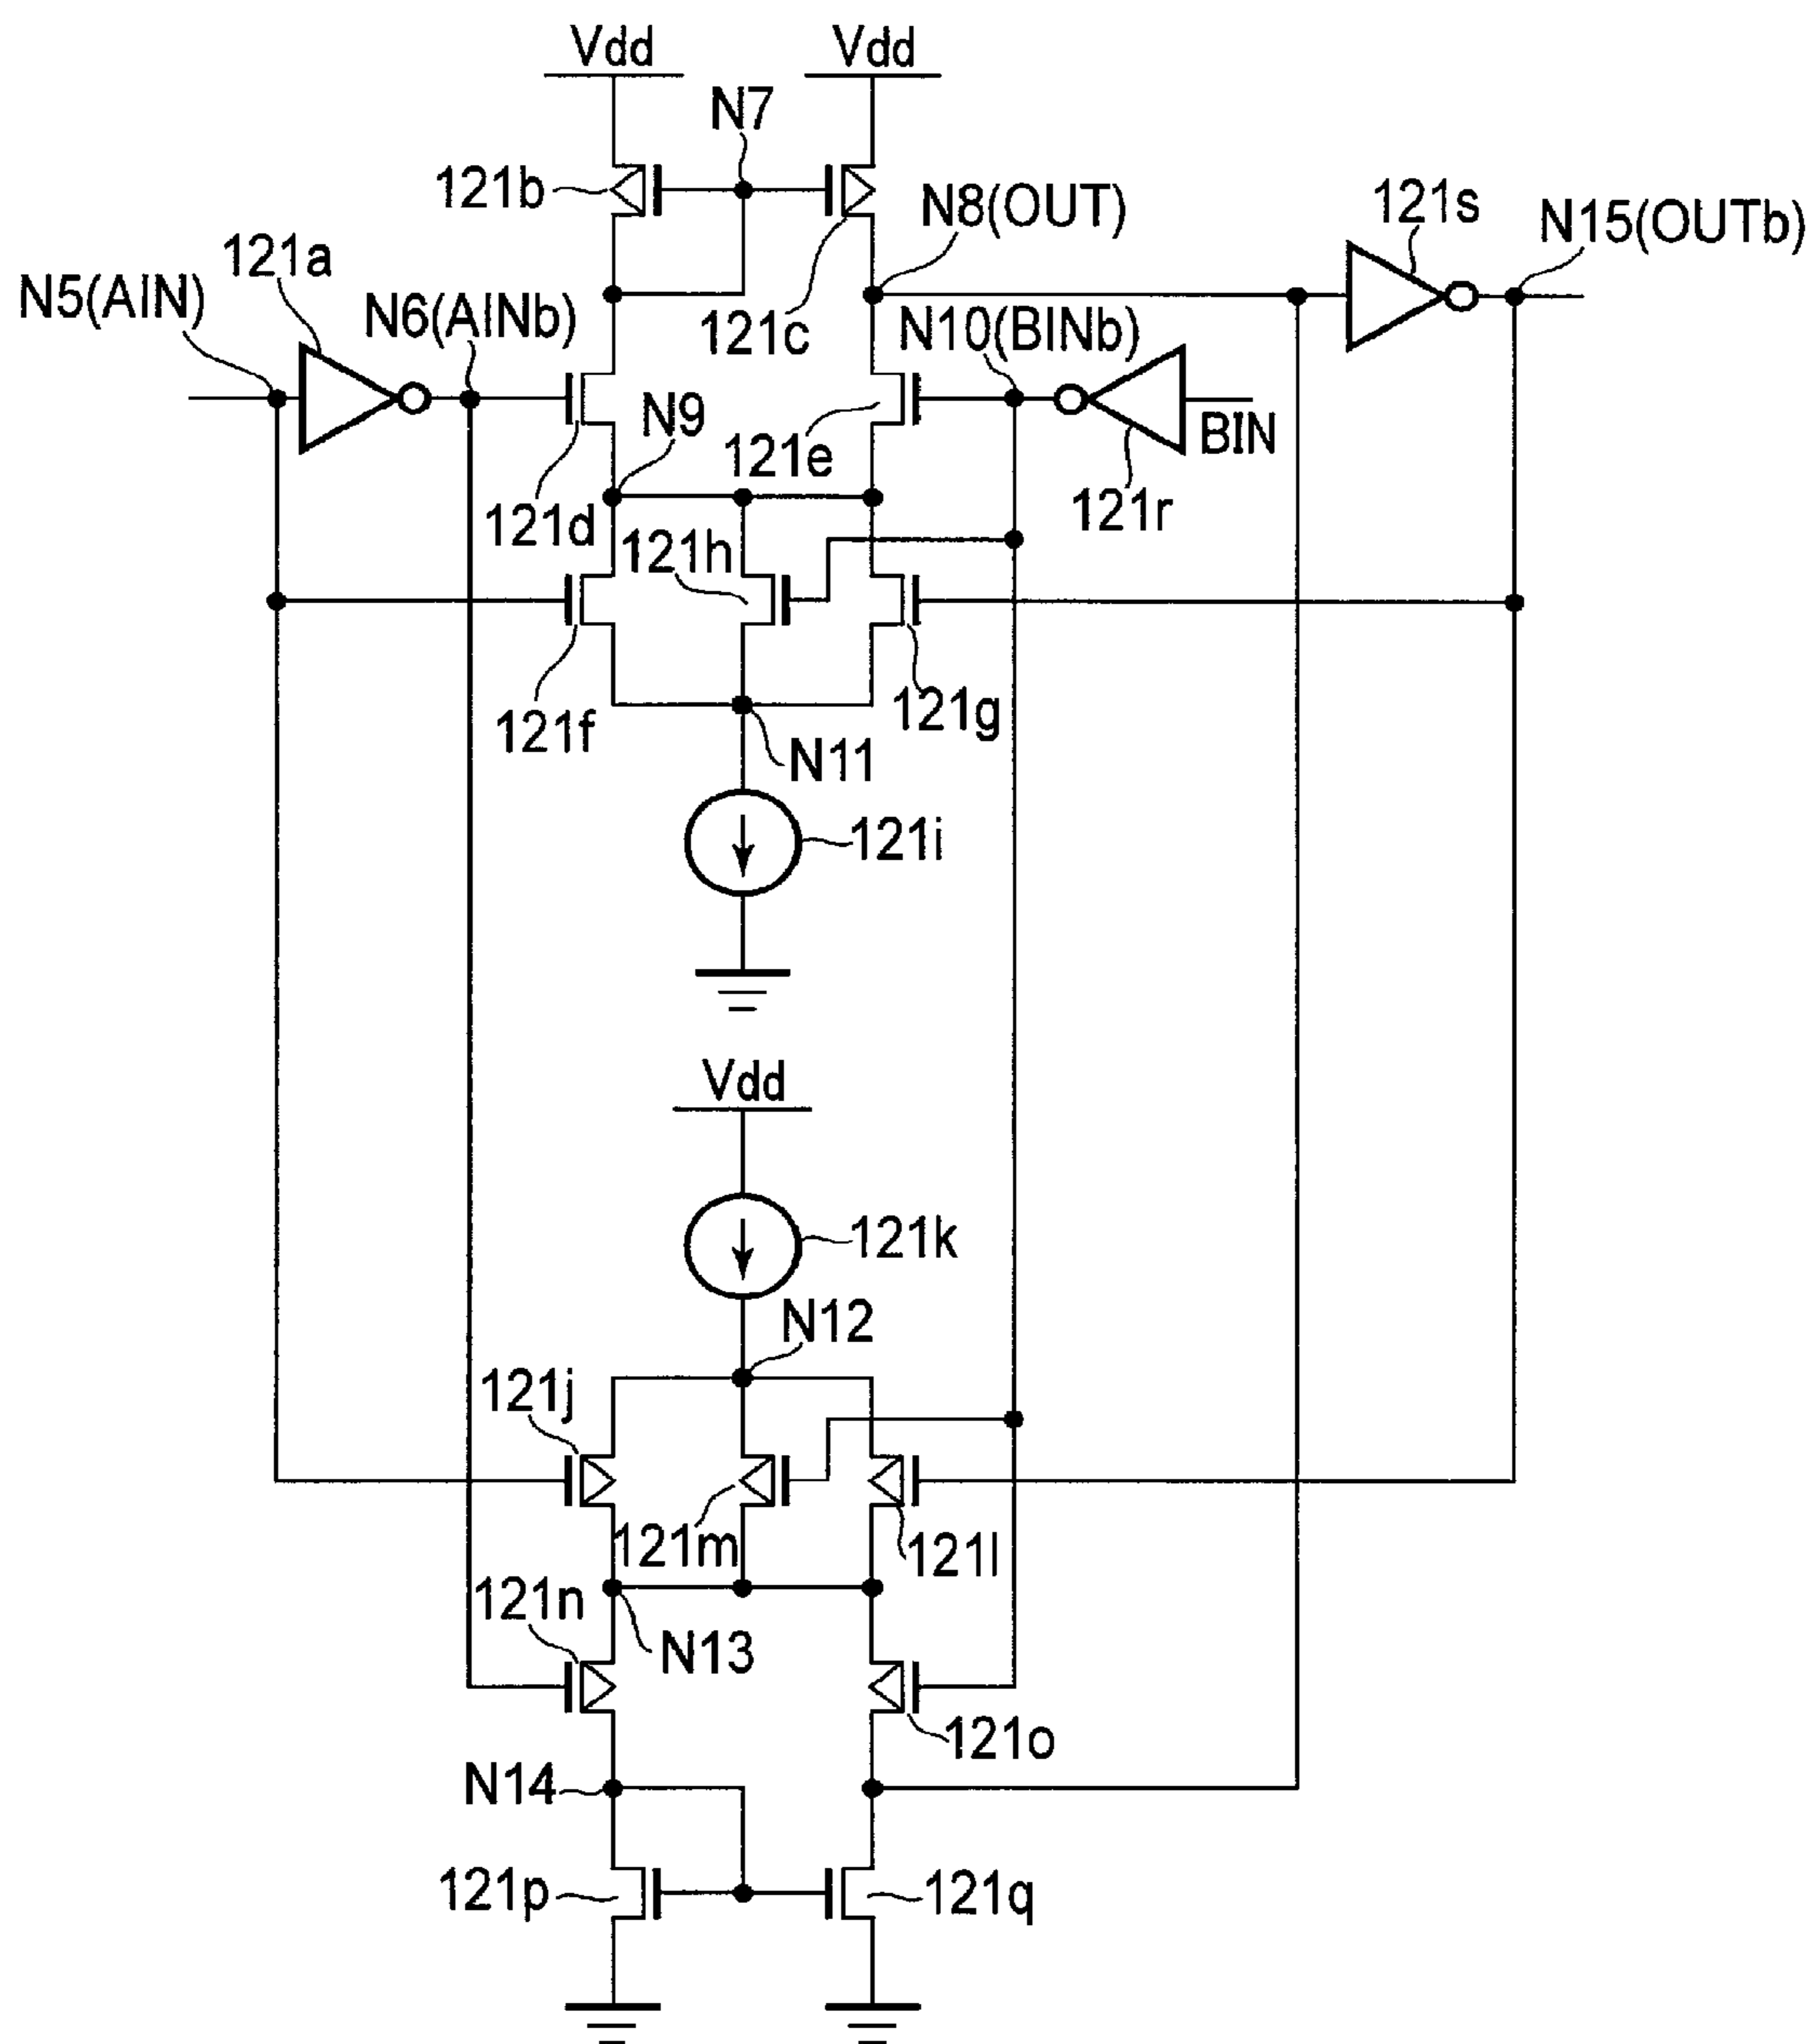 Vdd
Vdd
N7
121b
N8(OUT)
121s
N15(OUTb)
121a
N5(AIN)
N6(AINb)
121c
N10(BINb)
N9
121e
BIN
121d
121h
121r
121f
121g
N11
121i
Vdd
121k
N12
121j
121m
121l
121n
N13
121o
N14
121p
121q